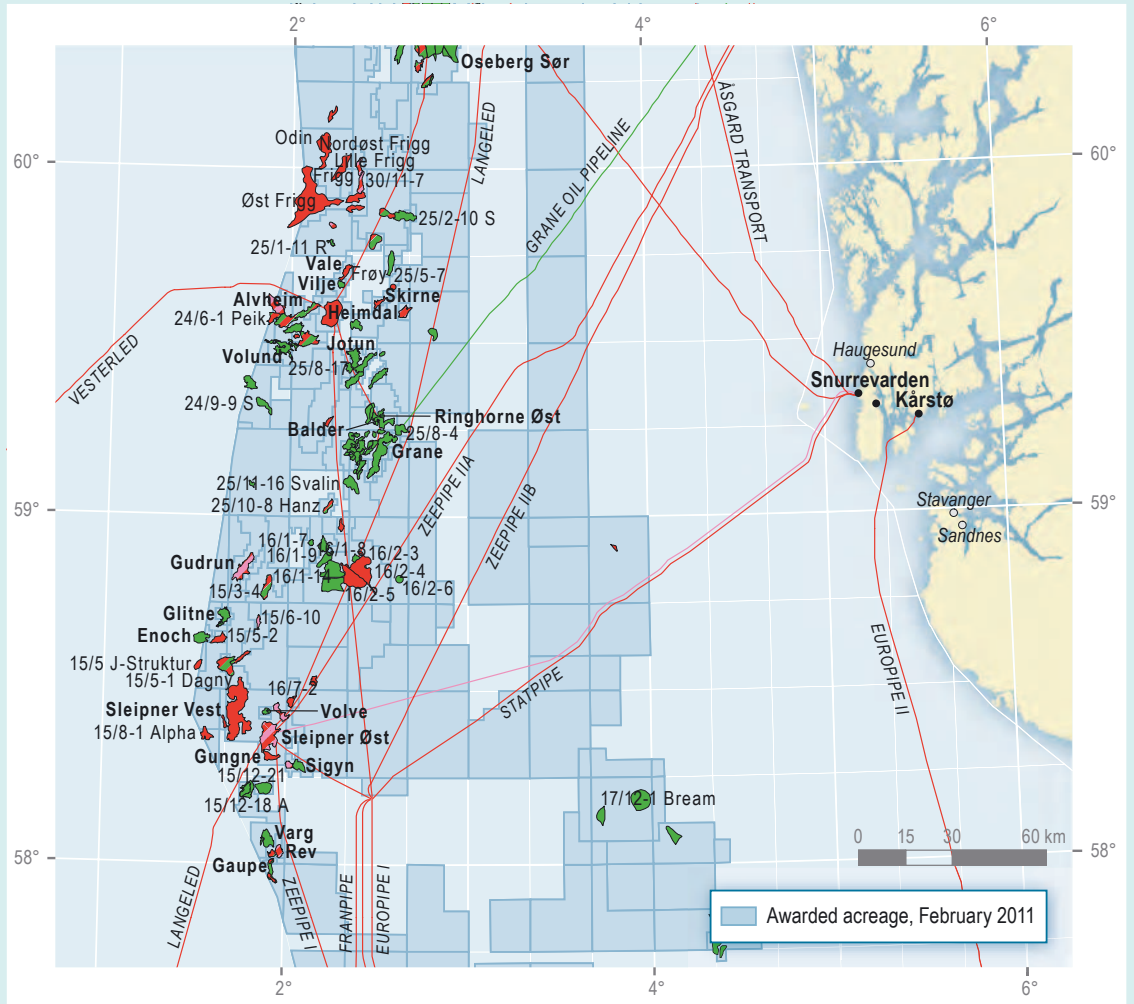 2°
4°
6°
Oseberg Sør
LANGELED
ÅSGARD TRANSPORT
GRANE OIL PIPELINE
Odin
Nordøst Frigg
Lille Frigg
60°
60°
Frigg
30/11-7
Øst Frigg
25/2-10 S
25/1-11 R
Vale
Frøy
25/5-7
Vilje
Skirne
Alvheim
Heimdal
24/6-1 Peik
VESTERLED
Jotun
Volund
25/8-17
Haugesund
Snurrevarden
Kårstø
24/9-9 S
Ringhorne Øst
Balder
25/8-4
Grane
ZEEPIPE IIA
25/11-16 Svalin
ZEEPIPE IIB
Stavanger
25/10-8 Hanz
59°
59°
Sandnes
16/1-7
16/1-8
16/2-3
16/1-9
Gudrun
16/2-4
16/1-14
16/2-6
15/3-4
16/2-5
Glitne
15/6-10
Enoch
15/5-2
EUROPIPE II
15/5 J-Struktur
15/5-1 Dagny
16/7-2
STATPIPE
Sleipner Vest
Volve
15/8-1 Alpha
Sleipner Øst
Gungne
Sigyn
15/12-21
15/12-18 A
17/12-1 Bream
Varg
0 15 30 60 km
Rev
58°
58°
Gaupe
LANGELED
ZEEPIPE I
FRANPIPE
EUROPIPE I
Awarded acreage, February 2011
2°
4°
6°